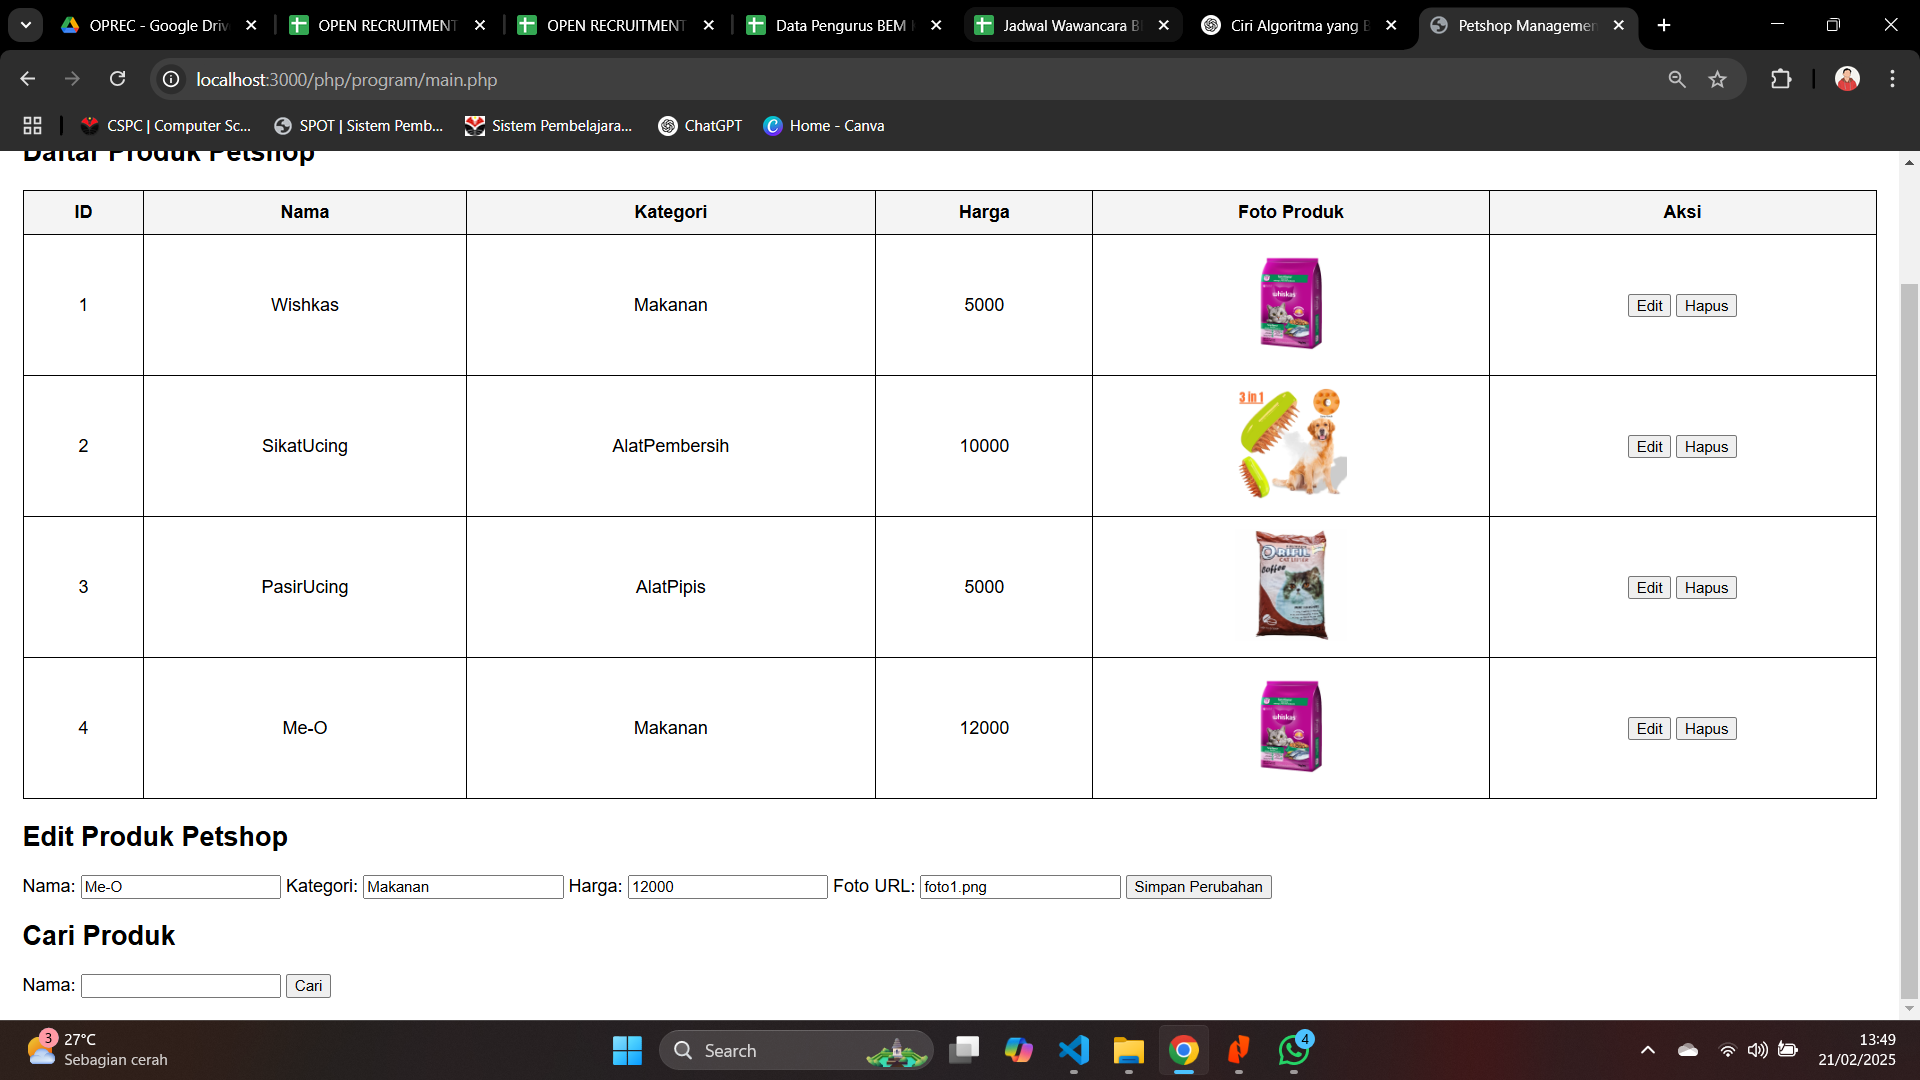 OPREC - Google Driv
OPEN RECRUITMENT
OPEN RECRUITMENT
Data Pengurus BEM
Jadwal Wawancara B
Ciri Algoritma yang B
Petshop Managemen
localhost:3000/php/program/main.php
CSPC | Computer Sc...
SPOT | Sistem Pemb...
Sistem Pembelajara...
ChatGPT
Home - Canva
Daftar Produk Petshop
ID Nama Kategori Harga Foto Produk Aksi
1 Wishkas Makanan 5000 whiskas Edit Hapus
2 SikatUcing AlatPembersih 10000 3 in 1 Edit Hapus
3 PasirUcing AlatPipis 5000 Coffee Edit Hapus
4 Me-O Makanan 12000 whiskas Edit Hapus
Edit Produk Petshop
Nama: Me-O Kategori: Makanan Harga: 12000 Foto URL: foto1.png Simpan Perubahan
Cari Produk
Nama: Cari
3
27°C
Sebagian cerah
Search
4
13:49
21/02/2025